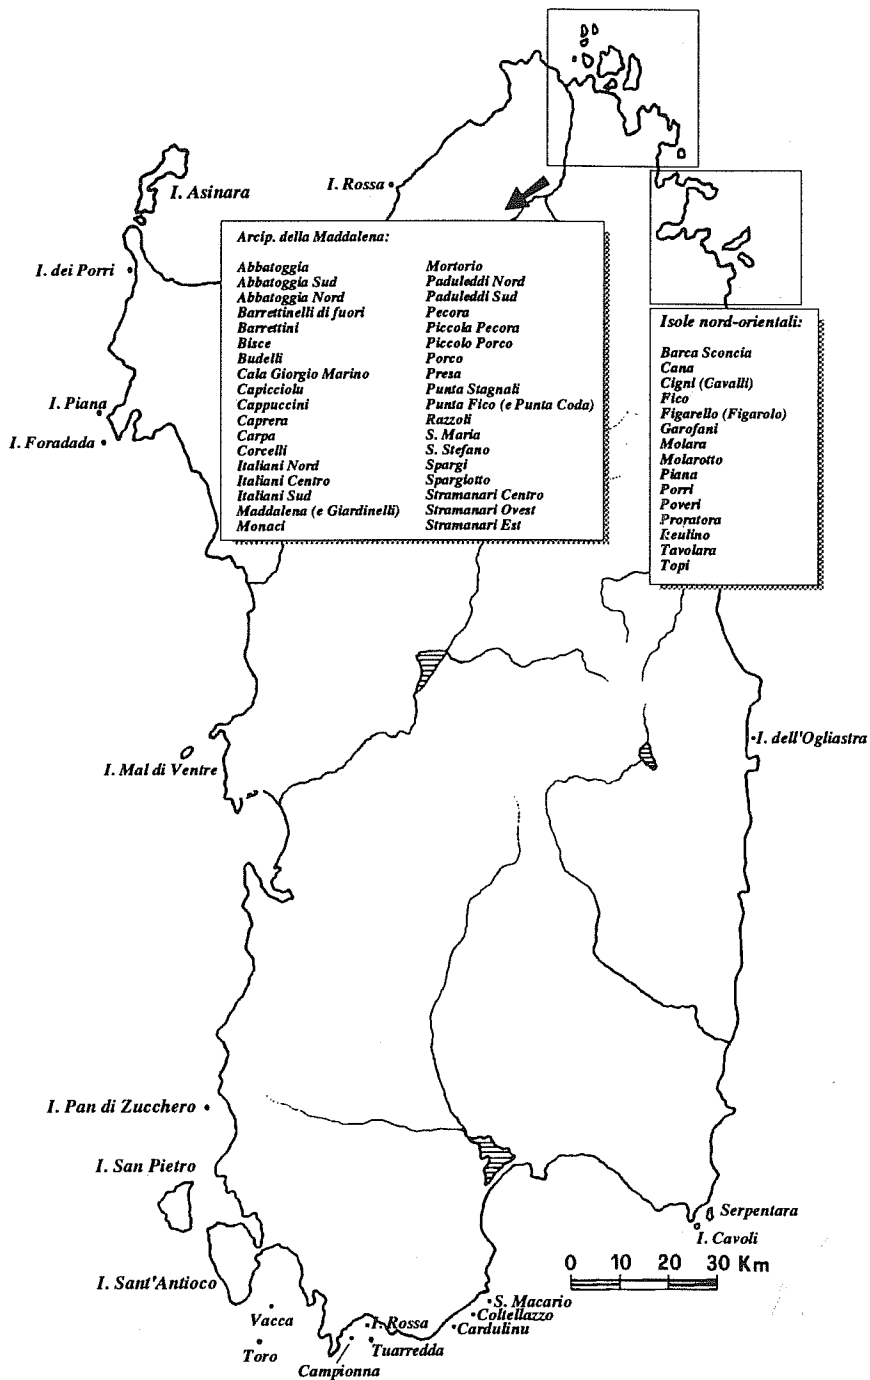 I. Asinara
I. Rossa
I. dei Porri
Arcip. della Maddalena:
Abbatoggia
Abbatoggia Sud
Abbatoggia Nord
Barrettinelli di fuori
Barrettini
Bisce
Budelli
Cala Giorgio Marino
Capicciolu
Cappuccini
Caprera
Carpa
Corcelli
Italiani Nord
Italiani Centro
Italiani Sud
Maddalena (e Giardinelli)
Monaci
Mortorio
Paduleddi Nord
Paduleddi Sud
Pecora
Piccola Pecora
Piccolo Porco
Porco
Presa
Punta Stagnali
Punta Fico (e Punta Coda)
Razzoli
S. Maria
S. Stefano
Spargi
Spargiotto
Stramanari Centro
Stramanari Ovest
Stramanari Est
Isole nord-orientali:
Barca Sconcia
Cana
Cigni (Cavalli)
Fico
Figarello (Figarolo)
Garofani
Molara
Molarotto
Piana
Porri
Poveri
Proratora
Reulino
Tavolara
Topi
I. Piana
I. Foradada
I. dell'Ogliastra
I. Mal di Ventre
I. Pan di Zucchero
I. San Pietro
Serpentara
I. Cavoli
0 10 20 30 Km
I. Sant'Antioco
S. Macario
Coltellazzo
Cardulinu
Vacca
I. Rossa
Toro
Tuarredda
Campionna